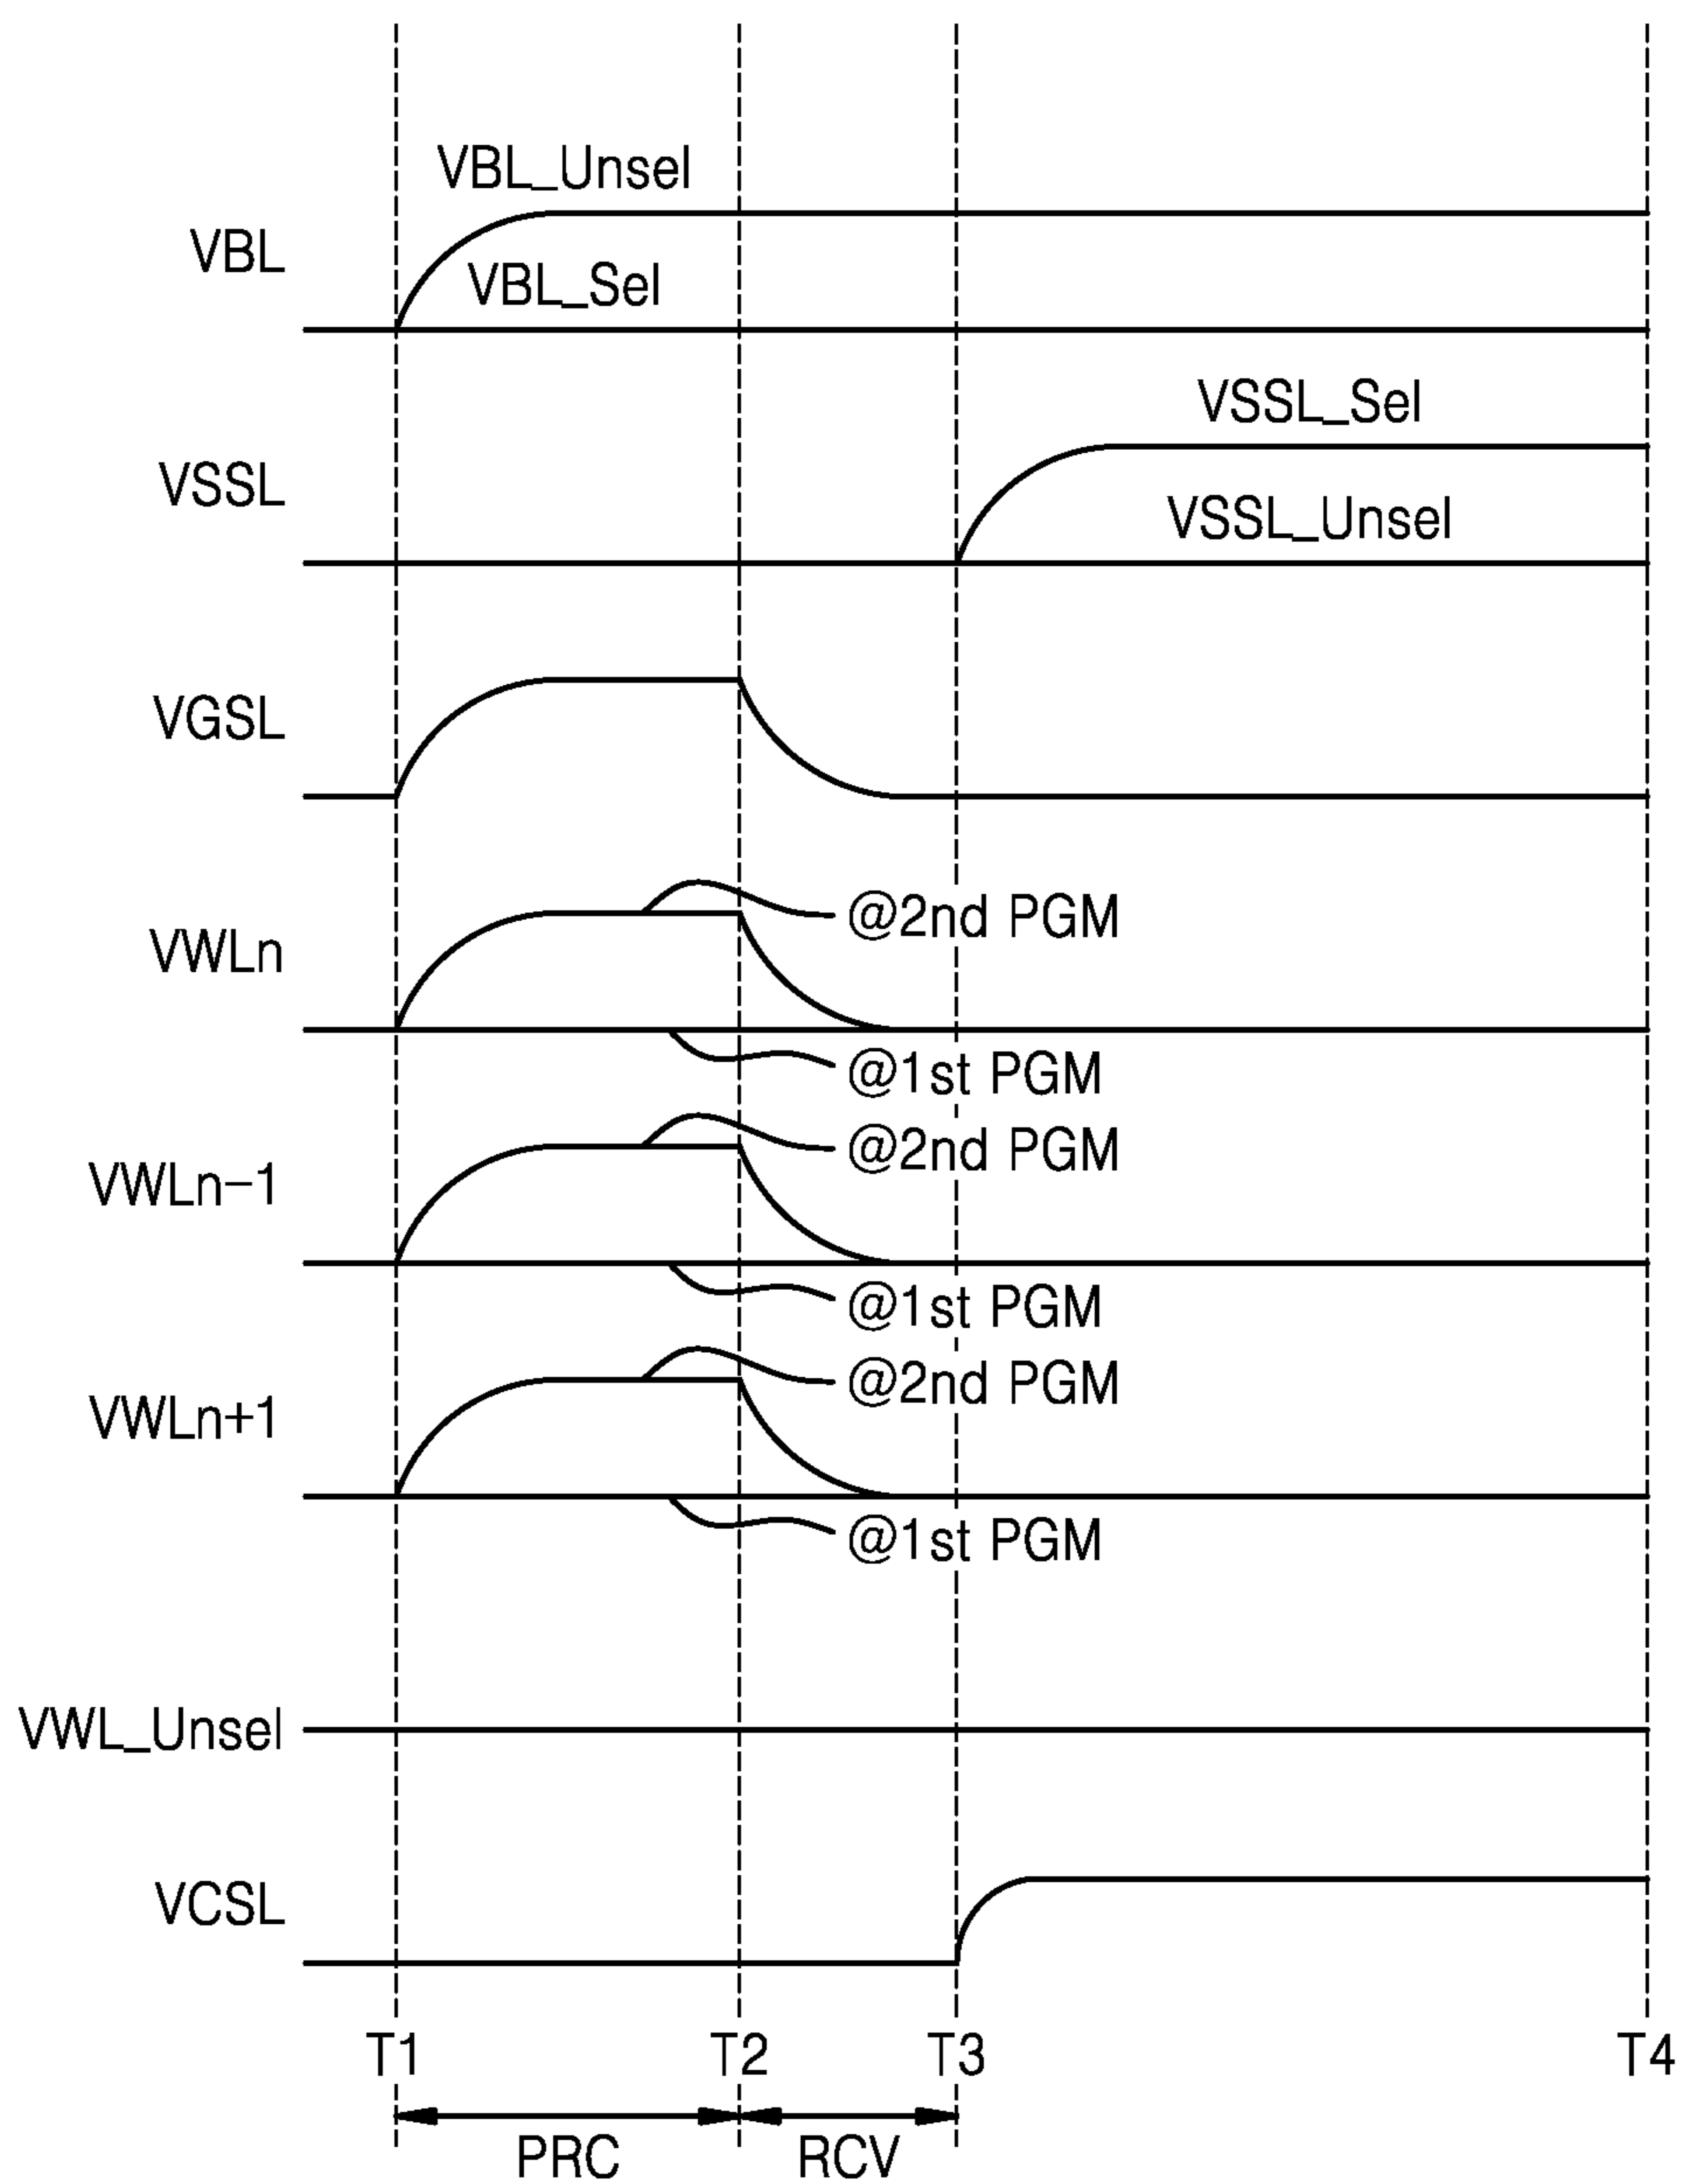 VBL_Unsel
VBL
VBL_Sel
VSSL_Sel
VSSL
VSSL_Unsel
VGSL
@2nd PGM
VWLn
@1st PGM
@2nd PGM
VWLn-1
@1st PGM
@2nd PGM
VWLn+1
@1st PGM
VWL_Unsel
VCSL
T1 T2 T3 T4
PRC RCV